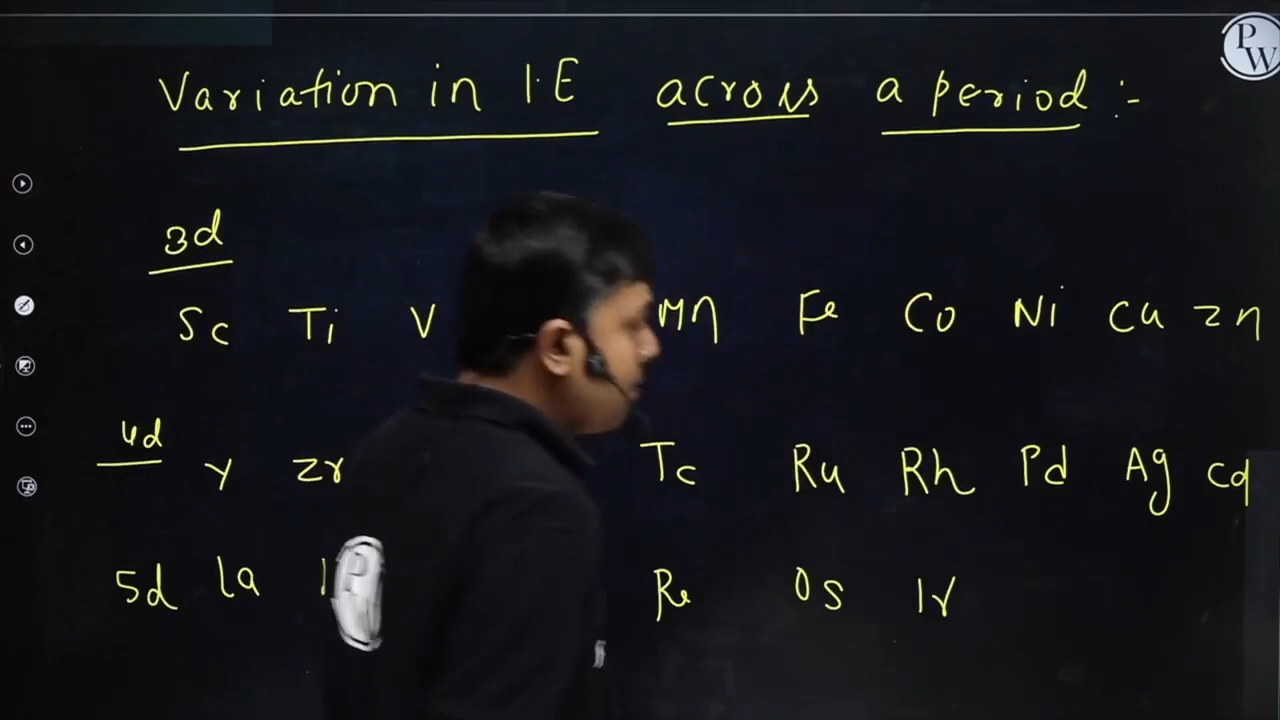 PW
Variation in I.E across a period :-
3d
Sc Ti V Mn Fe Co Ni Cu Zn
4d
Y Zr Tc Ru Rh Pd Ag Cd
5d La Re Os Ir